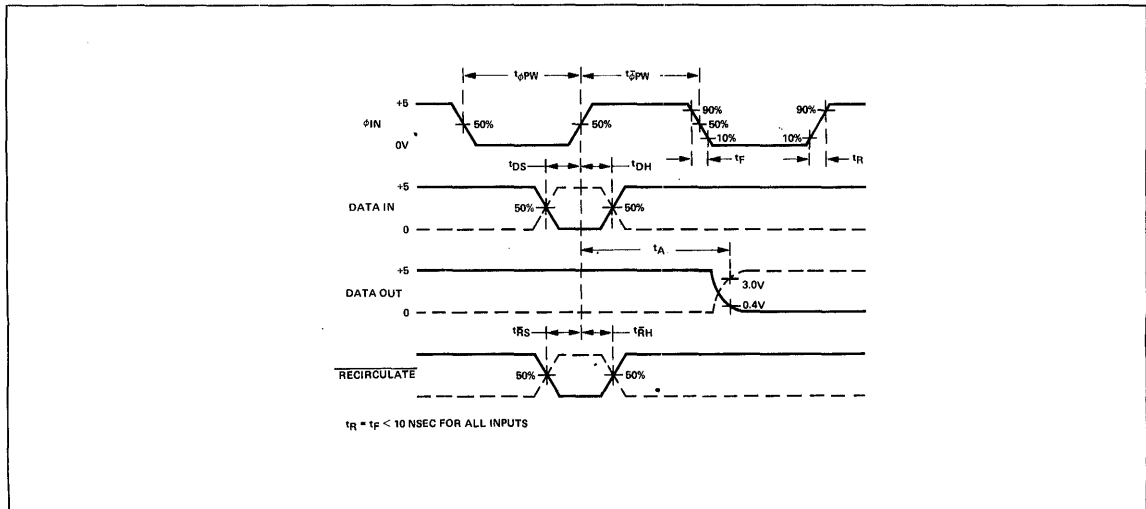 tφPW tφ̅PW
+5 90% 90%
φIN 50% 50% 50%
0V 10% 10%
tDS tDH tF tR
+5
DATA IN 50% 50%
0
tA
+5
DATA OUT 3.0V
0 0.4V
tR̅S tR̅H
RECIRCULATE 50% 50%
tR = tF < 10 NSEC FOR ALL INPUTS